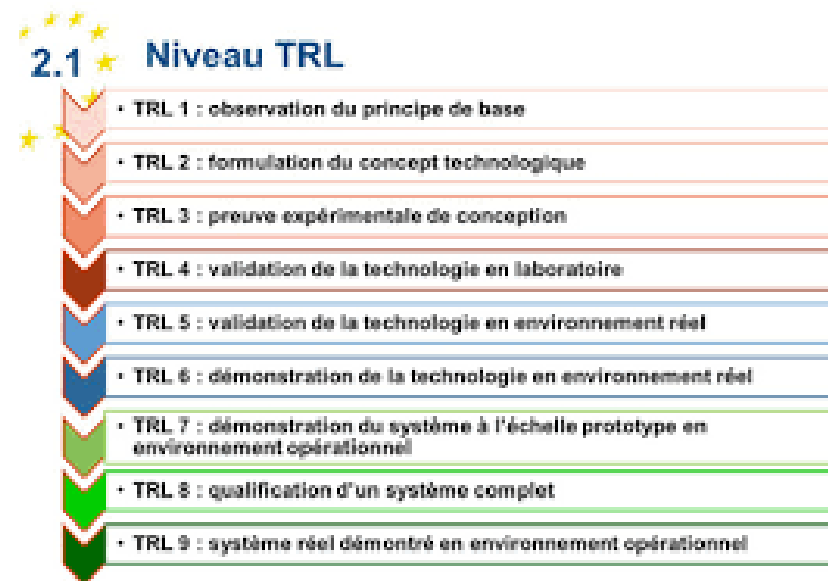 2.1 Niveau TRL
• TRL 1 : observation du principe de base
• TRL 2 : formulation du concept technologique
• TRL 3 : preuve expérimentale de conception
• TRL 4 : validation de la technologie en laboratoire
• TRL 5 : validation de la technologie en environnement réel
• TRL 6 : démonstration de la technologie en environnement réel
• TRL 7 : démonstration du système à l'échelle prototype en
environnement opérationnel
• TRL 8 : qualification d'un système complet
• TRL 9 : système réel démontré en environnement opérationnel